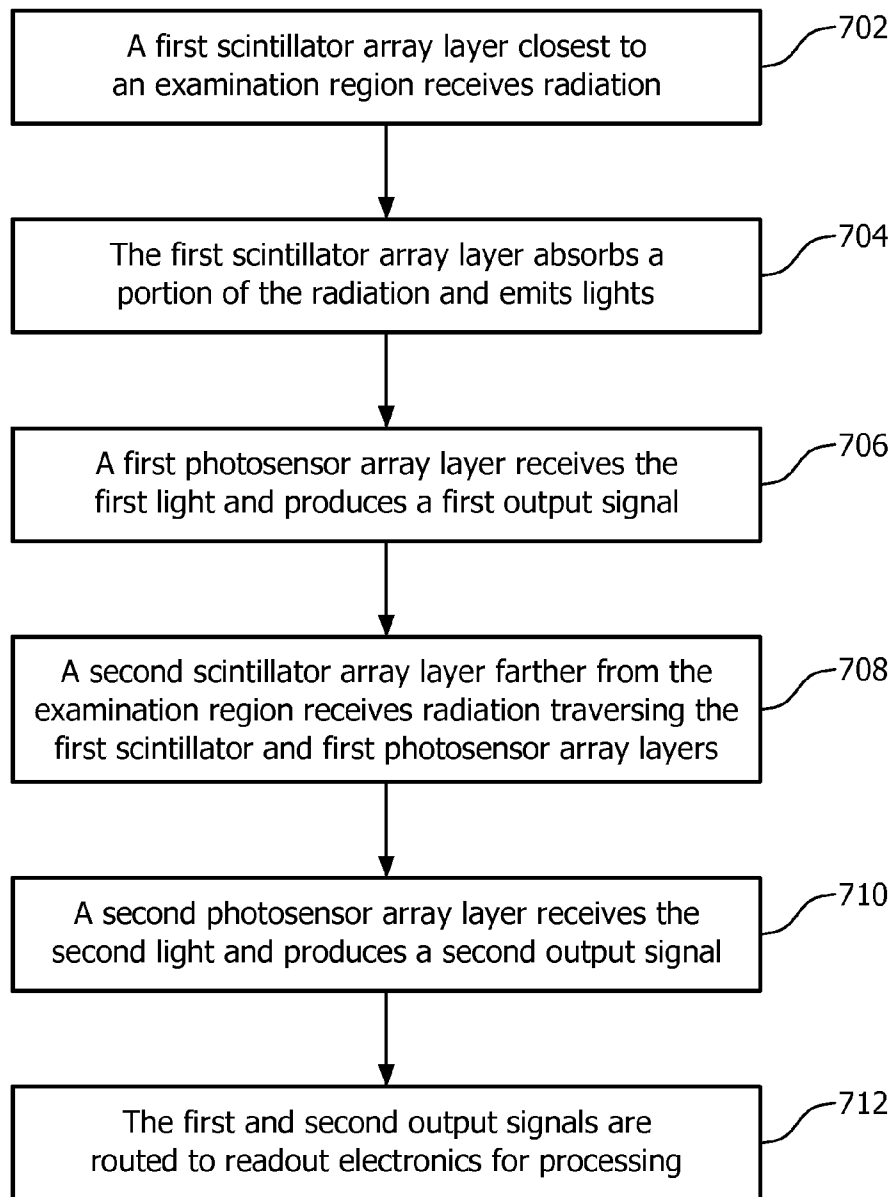 A first scintillator array layer closest to
an examination region receives radiation
702
The first scintillator array layer absorbs a
portion of the radiation and emits lights
704
A first photosensor array layer receives the
first light and produces a first output signal
706
A second scintillator array layer farther from the
examination region receives radiation traversing the
first scintillator and first photosensor array layers
708
A second photosensor array layer receives the
second light and produces a second output signal
710
The first and second output signals are
routed to readout electronics for processing
712